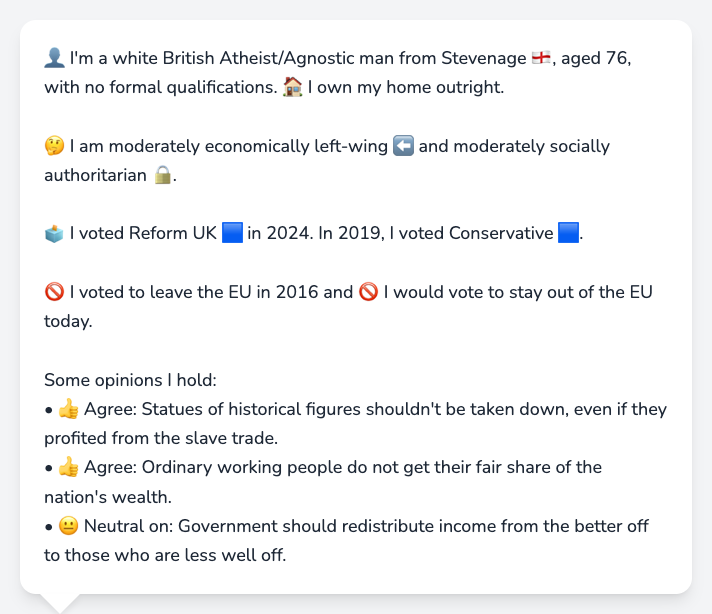 👤 I'm a white British Atheist/Agnostic man from Stevenage 🏴󠁧󠁢󠁥󠁮󠁧󠁿, aged 76,
with no formal qualifications. 🏠 I own my home outright.
🤔 I am moderately economically left-wing ⬅️ and moderately socially
authoritarian 🔒.
🗳️ I voted Reform UK 🟦 in 2024. In 2019, I voted Conservative 🟦.
🚫 I voted to leave the EU in 2016 and 🚫 I would vote to stay out of the EU
today.
Some opinions I hold:
• 👍 Agree: Statues of historical figures shouldn't be taken down, even if they
profited from the slave trade.
• 👍 Agree: Ordinary working people do not get their fair share of the
nation's wealth.
• 😐 Neutral on: Government should redistribute income from the better off
to those who are less well off.